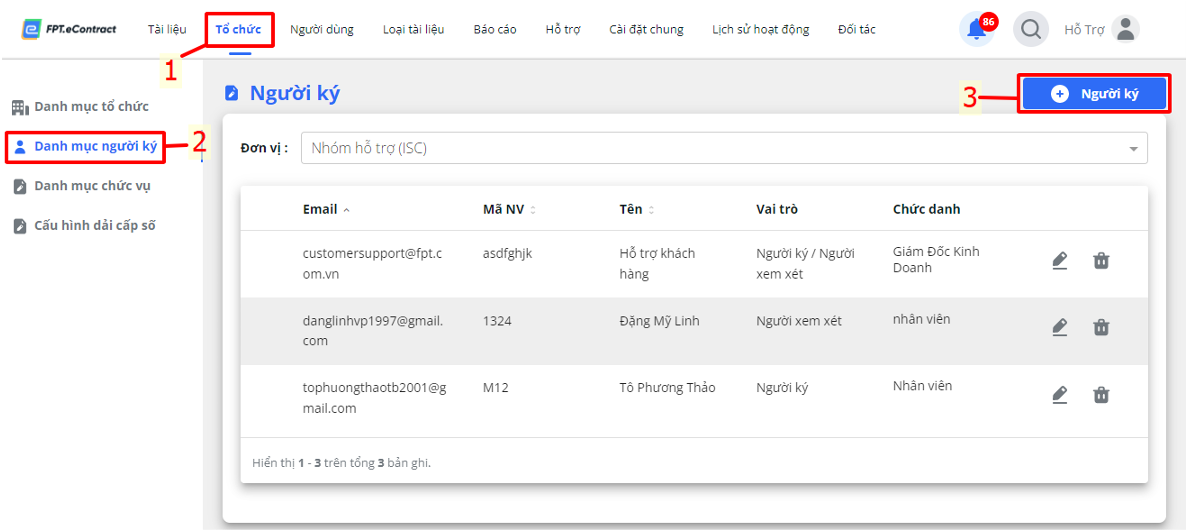 FPT.eContract Tài liệu Tổ chức Người dùng Loại tài liệu Báo cáo Hỗ trợ Cài đặt chung Lịch sử hoạt động Đối tác 86 Hỗ Trợ
1
Danh mục tổ chức
Danh mục người ký
2
Danh mục chức vụ
Cấu hình dải cấp số
Người ký
3
Người ký
Đơn vị : Nhóm hỗ trợ (ISC)
Email Mã NV Tên Vai trò Chức danh
customersupport@fpt.c asdfghjk Hỗ trợ khách Người ký / Người Giám Đốc Kinh
om.vn hàng xem xét Doanh
danglinhvp1997@gmail. 1324 Đặng Mỹ Linh Người xem xét nhân viên
com
tophuongthaotb2001@g M12 Tô Phương Thảo Người ký Nhân viên
mail.com
Hiển thị 1 - 3 trên tổng 3 bản ghi.